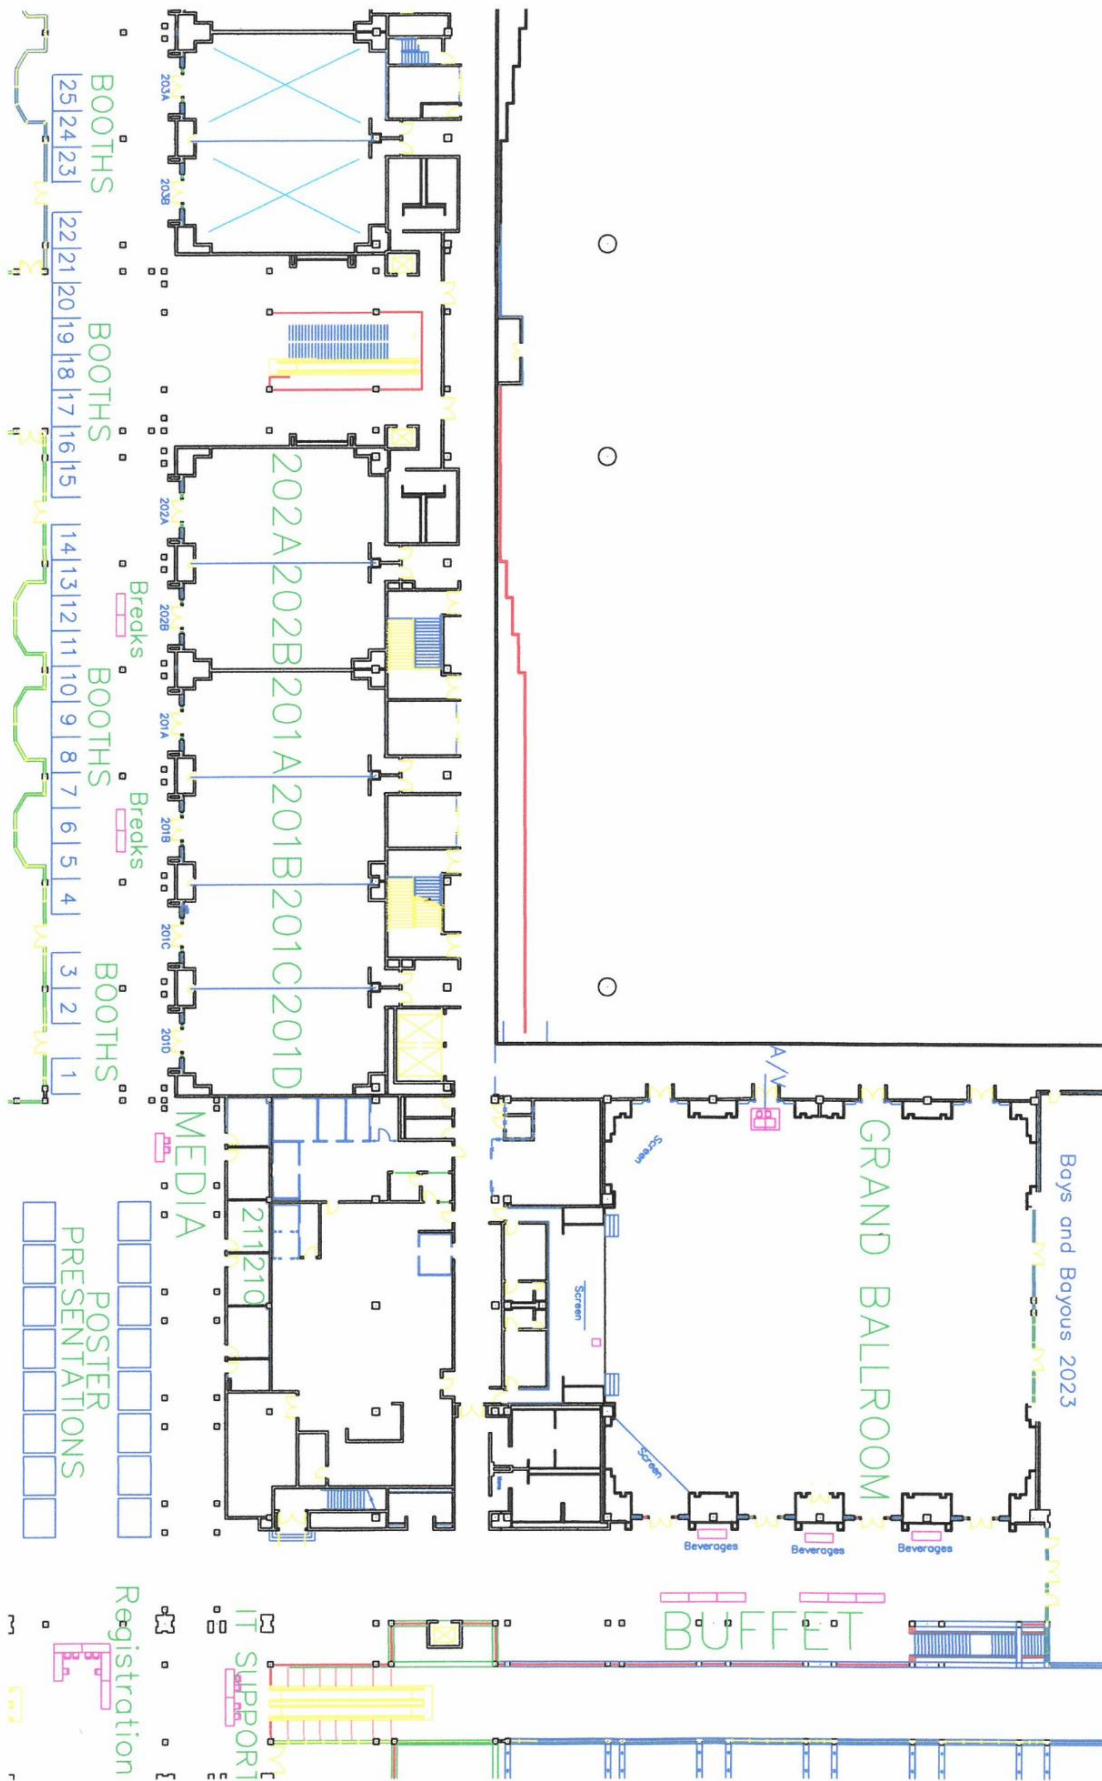 Bays and Bayous 2023
GRAND BALLROOM
A/V
Screen
Screen
Screen
Beverages
Beverages
Beverages
BUFFET
203A
203B
202A
202B
201A
201B
201C
201D
202A 202B 201A 201B 201C 201D
MEDIA
211 210
IT SUPPORT
Registration
POSTER
PRESENTATIONS
Breaks
Breaks
BOOTHS
BOOTHS
BOOTHS
BOOTHS
25 24 23
22 21 20 19 18 17 16 15
14 13 12 11 10 9 8 7 6 5 4
3 2
1